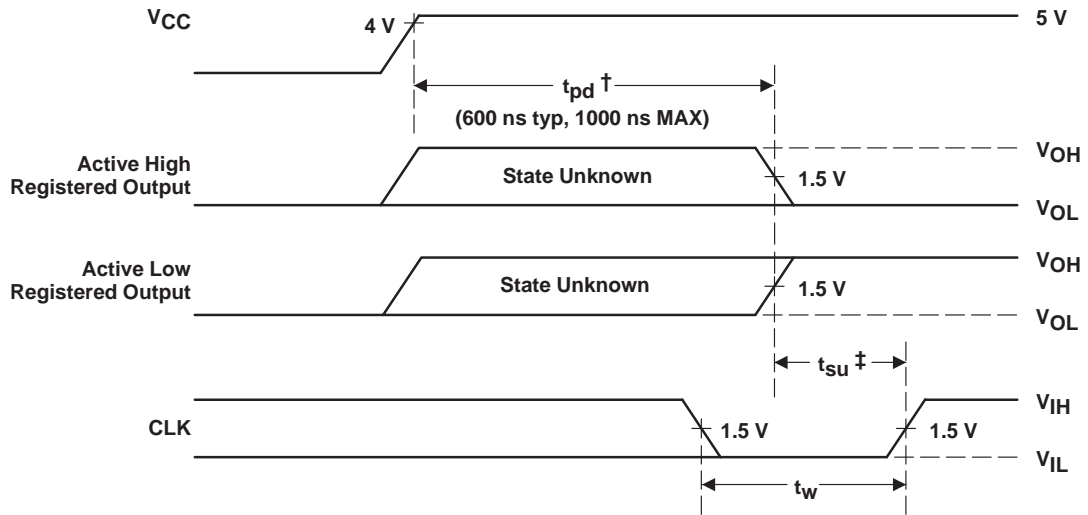 VCC
4 V
5 V
tpd †
(600 ns typ, 1000 ns MAX)
Active High
Registered Output
State Unknown
1.5 V
VOH
VOL
Active Low
Registered Output
State Unknown
1.5 V
VOH
VOL
tsu ‡
CLK
1.5 V
1.5 V
VIH
VIL
tw